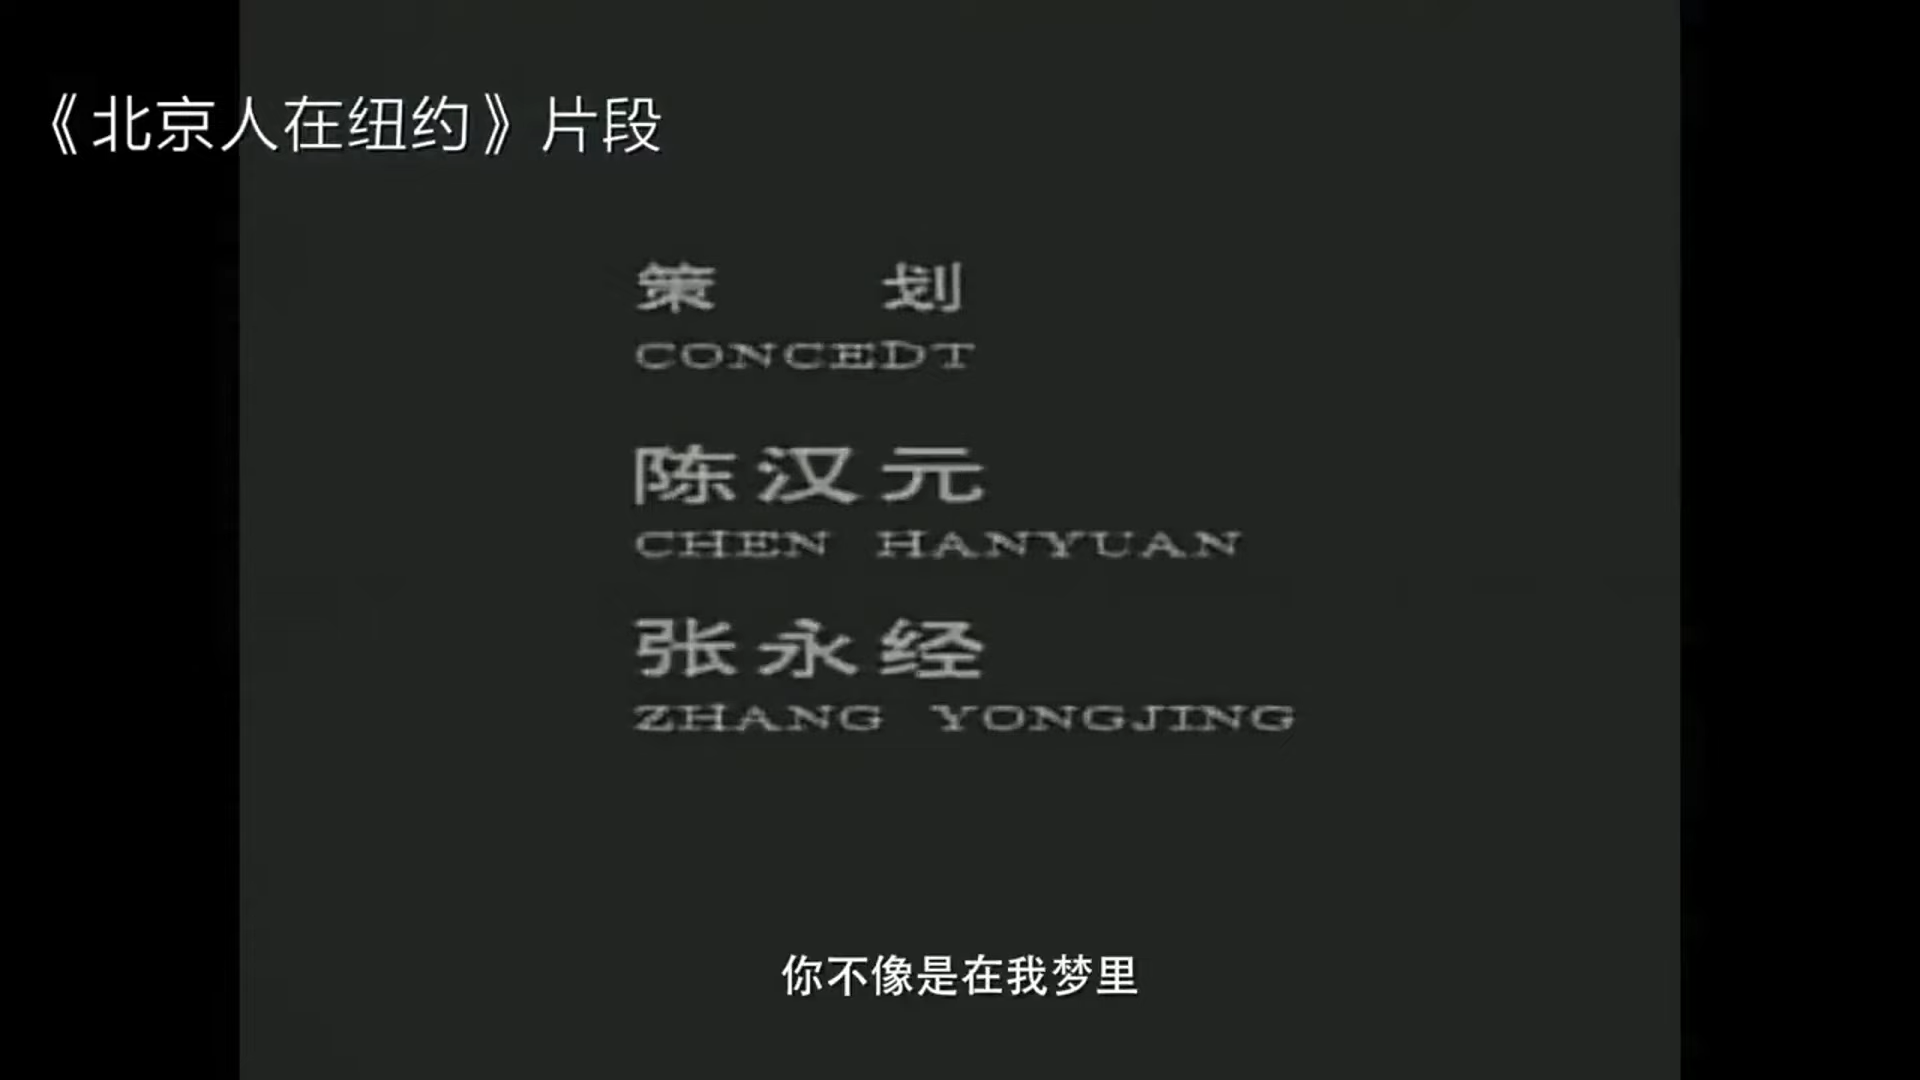 《北京人在纽约》片段
策 划
CONCEDT
陈汉元
CHEN HANYUAN
张永经
ZHANG YONGJING
你不像是在我梦里